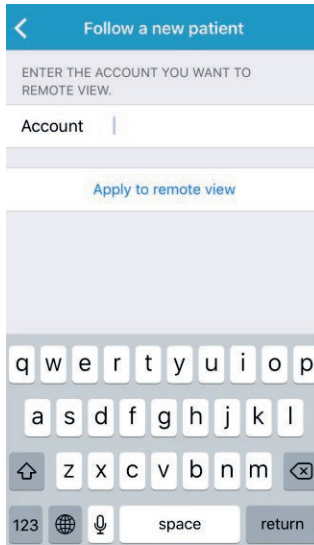 Follow a new patient
ENTER THE ACCOUNT YOU WANT TO
REMOTE VIEW.
Account
Apply to remote view
q w e r t y u i o p
a s d f g h j k l
z x c v b n m
123 space return